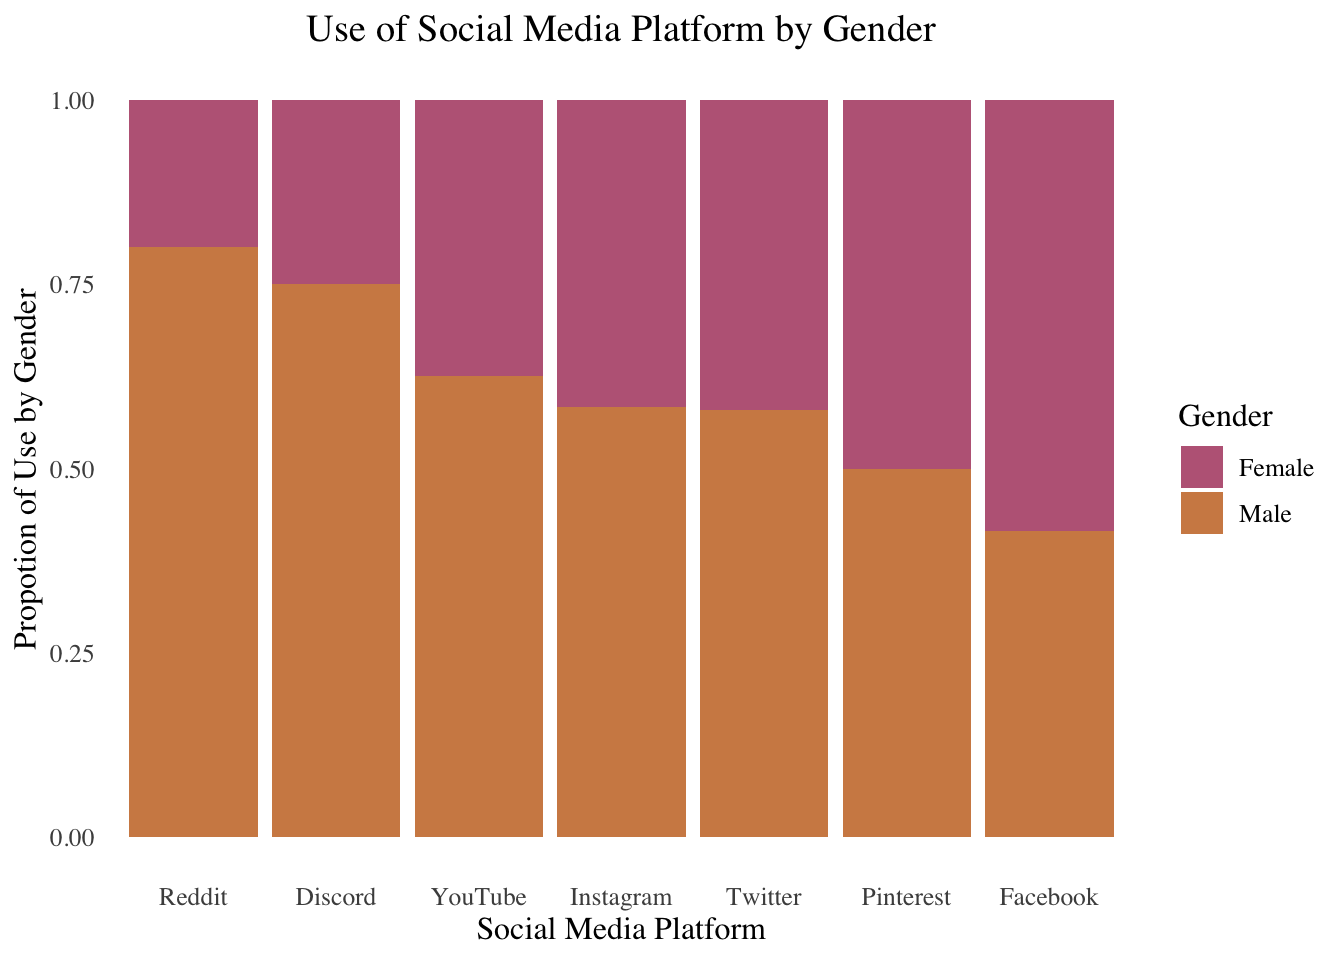 Use of Social Media Platform by Gender
1.00
0.75
0.50
0.25
0.00
Propotion of Use by Gender
Reddit Discord YouTube Instagram Twitter Pinterest Facebook
Social Media Platform
Gender
Female
Male